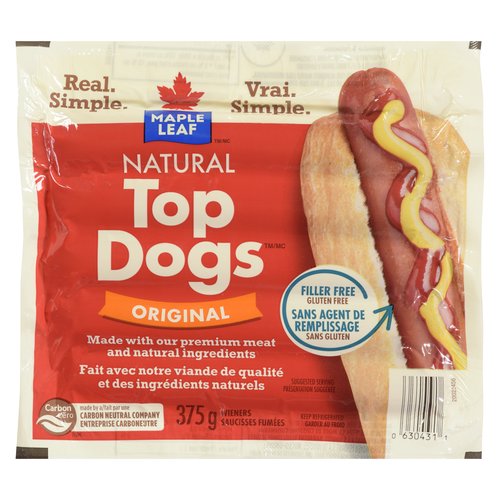 Real.
Simple.
Vrai.
Simple.
MAPLE
LEAF
TM/MC
NATURAL
Top
Dogs
TM/MC
ORIGINAL
FILLER FREE
GLUTEN FREE
SANS AGENT DE
REMPLISSAGE
SANS GLUTEN
Made with our premium meat
and natural ingredients
Fait avec notre viande de qualité
et des ingrédients naturels
SUGGESTED SERVING
PRÉSENTATION SUGGÉRÉE
Carbon
zero
made by a/fait par une
CARBON NEUTRAL COMPANY
ENTREPRISE CARBONEUTRE
375 g
WIENERS
SAUCISSES FUMÉES
KEEP REFRIGERATED
GARDER AU FROID
0 630431 1